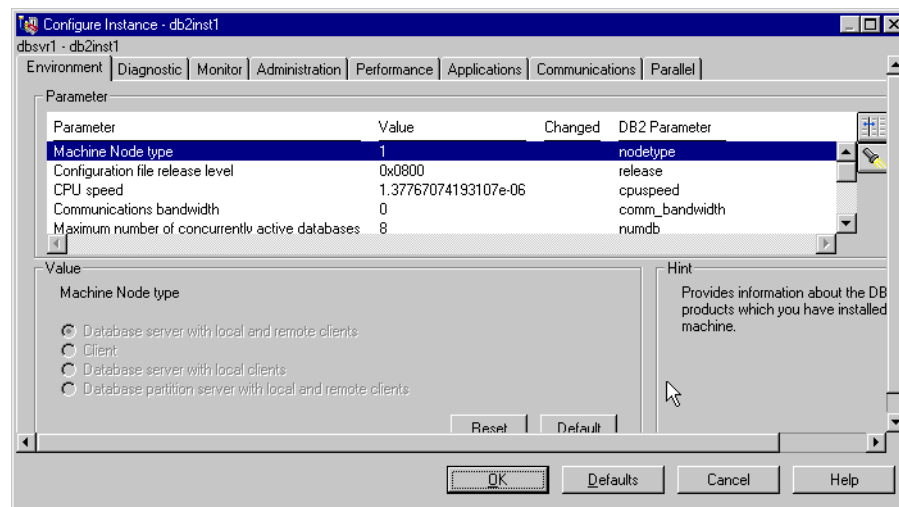 Configure Instance - db2inst1
dbsvr1 - db2inst1
Environment Diagnostic Monitor Administration Performance Applications Communications Parallel
Parameter
Parameter Value Changed DB2 Parameter
Machine Node type 1 nodetype
Configuration file release level 0x0800 release
CPU speed 1.37767074193107e-06 cpuspeed
Communications bandwidth 0 comm_bandwidth
Maximum number of concurrently active databases 8 numdb
Value Hint
Machine Node type Provides information about the DB
products which you have installed
machine.
Database server with local and remote clients
Client
Database server with local clients
Database partition server with local and remote clients
Reset Default
OK Defaults Cancel Help